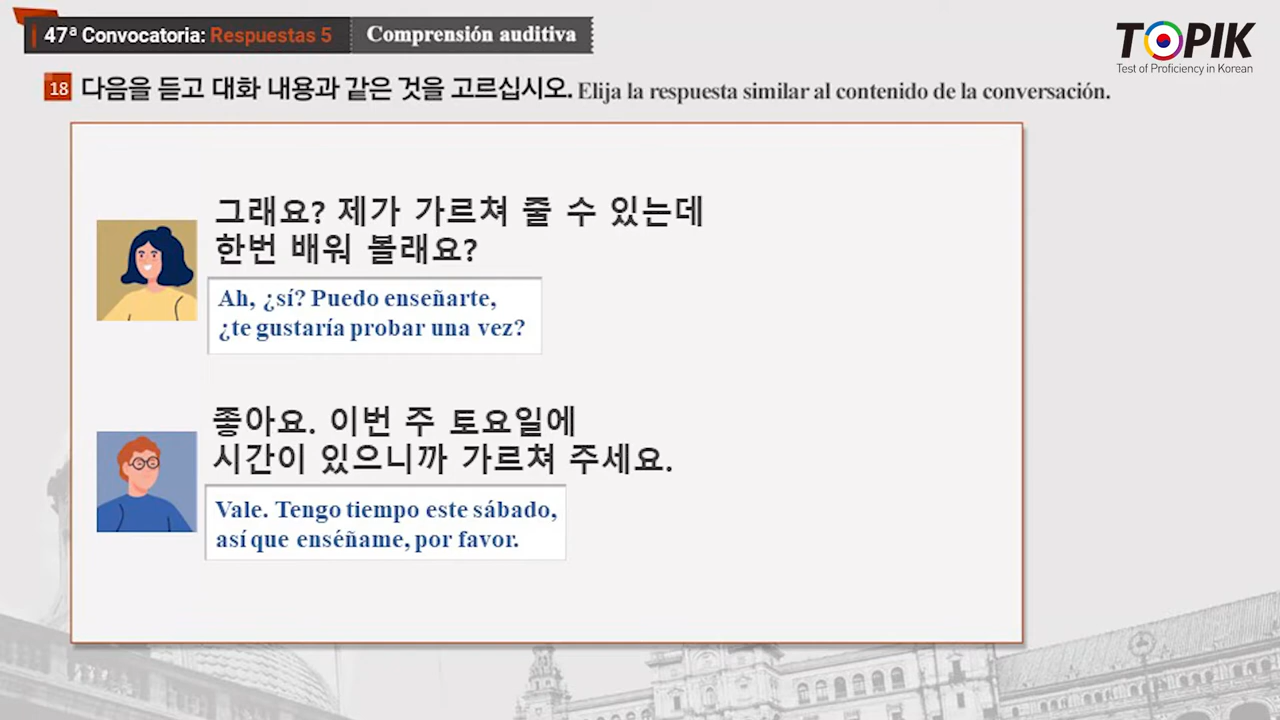 47ª Convocatoria: Respuestas 5 Comprensión auditiva
TOPIK
Test of Proficiency in Korean
18 다음을 듣고 대화 내용과 같은 것을 고르십시오. Elija la respuesta similar al contenido de la conversación.
그래요? 제가 가르쳐 줄 수 있는데
한번 배워 볼래요?
Ah, ¿sí? Puedo enseñarte,
¿te gustaría probar una vez?
좋아요. 이번 주 토요일에
시간이 있으니까 가르쳐 주세요.
Vale. Tengo tiempo este sábado,
así que enséñame, por favor.